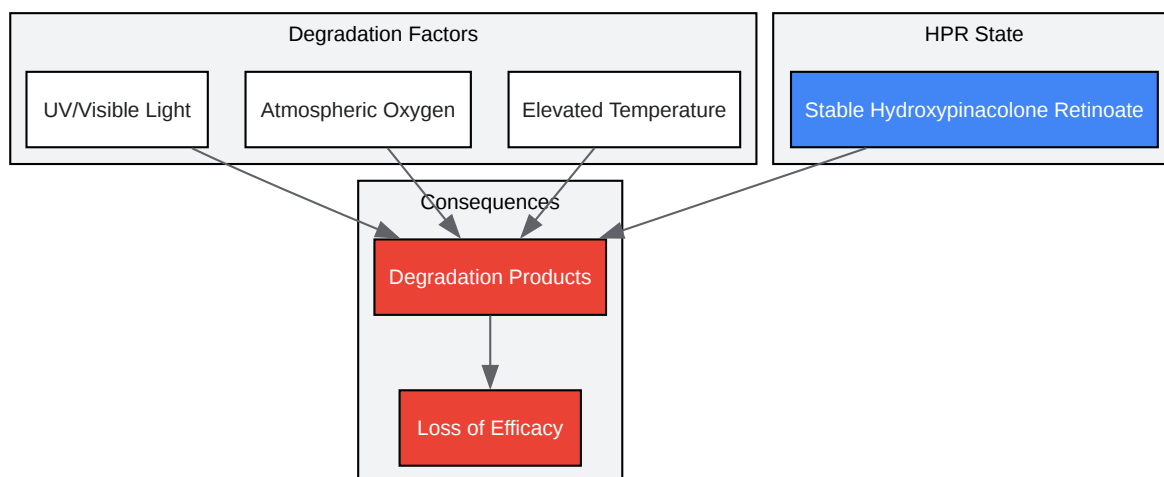 Degradation Factors
HPR State
UV/Visible Light
Atmospheric Oxygen
Elevated Temperature
Stable Hydroxypinacolone Retinoate
Consequences
Degradation Products
Loss of Efficacy